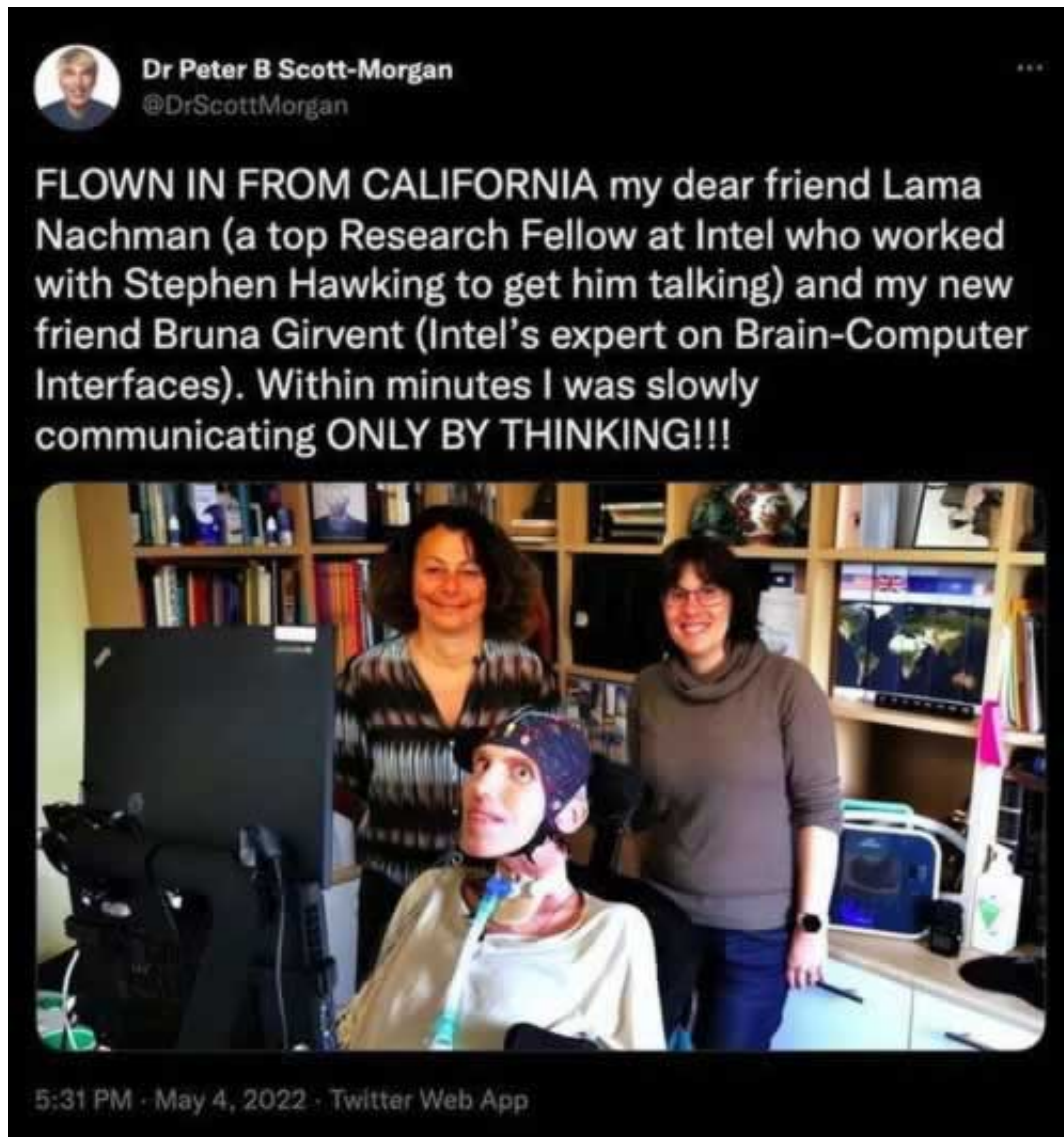 Dr Peter B Scott-Morgan
@DrScottMorgan
FLOWN IN FROM CALIFORNIA my dear friend Lama
Nachman (a top Research Fellow at Intel who worked
with Stephen Hawking to get him talking) and my new
friend Bruna Girvent (Intel’s expert on Brain-Computer
Interfaces). Within minutes I was slowly
communicating ONLY BY THINKING!!!
5:31 PM · May 4, 2022 · Twitter Web App